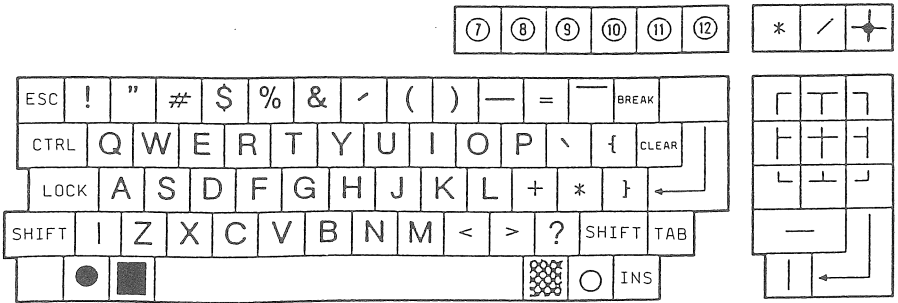 ⑦ ⑧ ⑨ ⑩ ⑪ ⑫ * /
ESC ! " # $ % & ´ ( ) — = ‾ BREAK
CTRL Q W E R T Y U I O P ` { CLEAR
LOCK A S D F G H J K L + * }
SHIFT | Z X C V B N M < > ? SHIFT TAB
INS